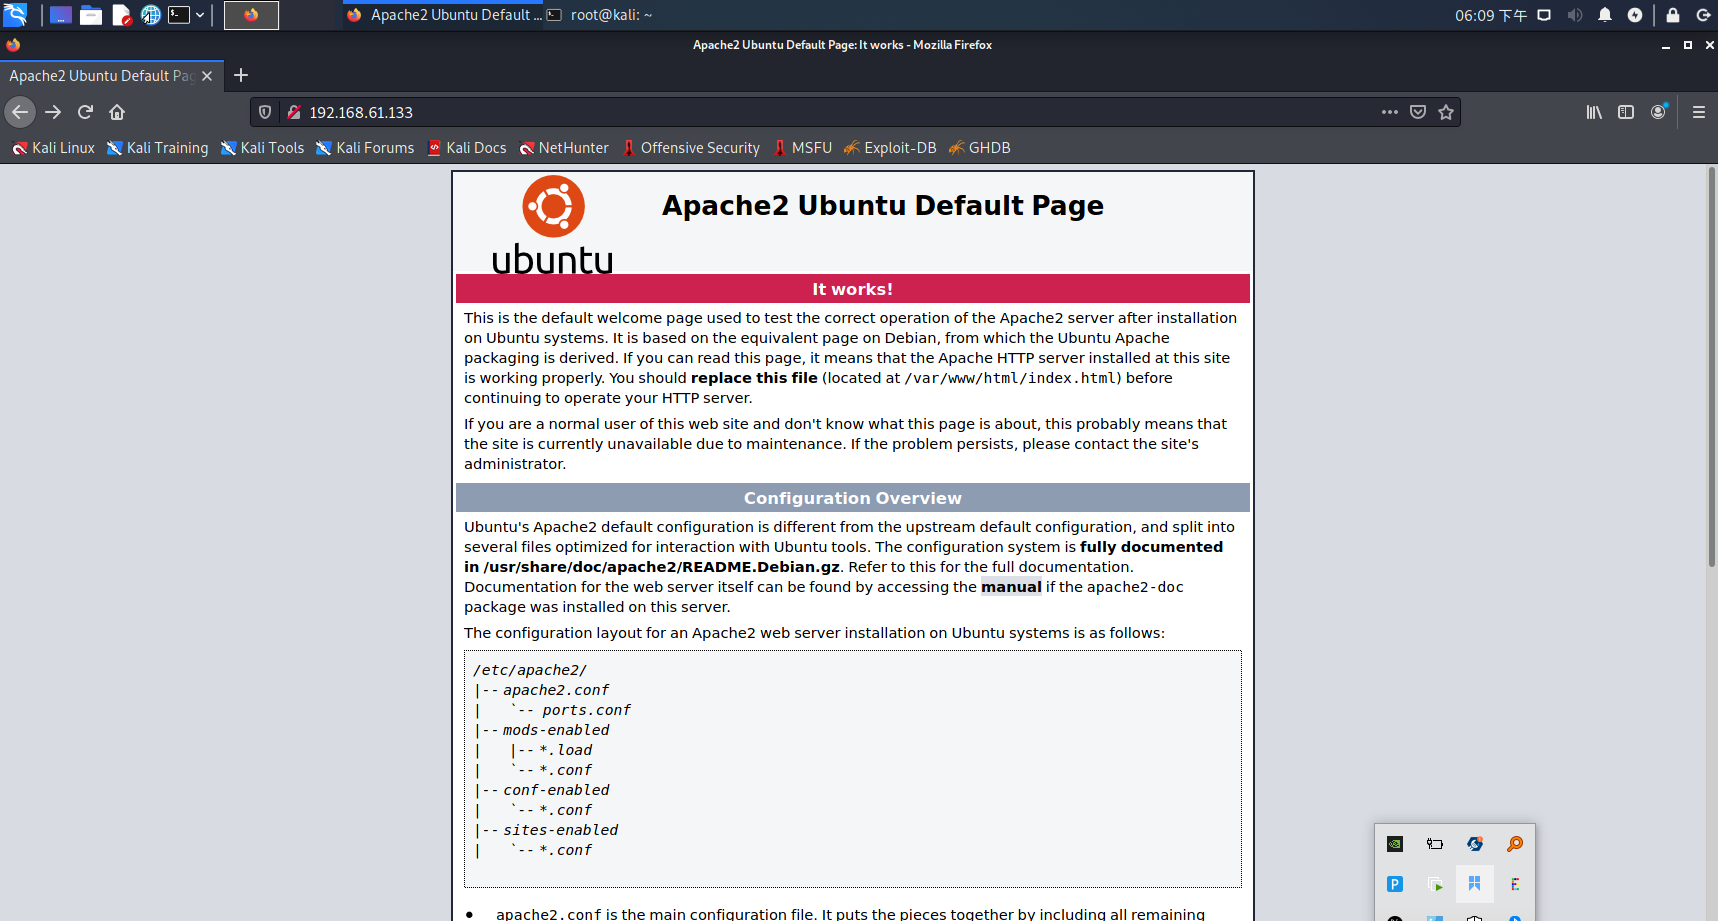 Apache2 Ubuntu Default ...
root@kali: ~
06:09 下午
Apache2 Ubuntu Default Page: It works - Mozilla Firefox
Apache2 Ubuntu Default Pag
192.168.61.133
Kali Linux
Kali Training
Kali Tools
Kali Forums
Kali Docs
NetHunter
Offensive Security
MSFU
Exploit-DB
GHDB
ubuntu
Apache2 Ubuntu Default Page
It works!
This is the default welcome page used to test the correct operation of the Apache2 server after installation
on Ubuntu systems. It is based on the equivalent page on Debian, from which the Ubuntu Apache
packaging is derived. If you can read this page, it means that the Apache HTTP server installed at this site
is working properly. You should replace this file (located at /var/www/html/index.html) before
continuing to operate your HTTP server.
If you are a normal user of this web site and don't know what this page is about, this probably means that
the site is currently unavailable due to maintenance. If the problem persists, please contact the site's
administrator.
Configuration Overview
Ubuntu's Apache2 default configuration is different from the upstream default configuration, and split into
several files optimized for interaction with Ubuntu tools. The configuration system is fully documented
in /usr/share/doc/apache2/README.Debian.gz. Refer to this for the full documentation.
Documentation for the web server itself can be found by accessing the manual if the apache2-doc
package was installed on this server.
The configuration layout for an Apache2 web server installation on Ubuntu systems is as follows:
/etc/apache2/
|-- apache2.conf
|   `-- ports.conf
|-- mods-enabled
|   |-- *.load
|   `-- *.conf
|-- conf-enabled
|   `-- *.conf
|-- sites-enabled
|   `-- *.conf
● apache2.conf is the main configuration file. It puts the pieces together by including all remaining